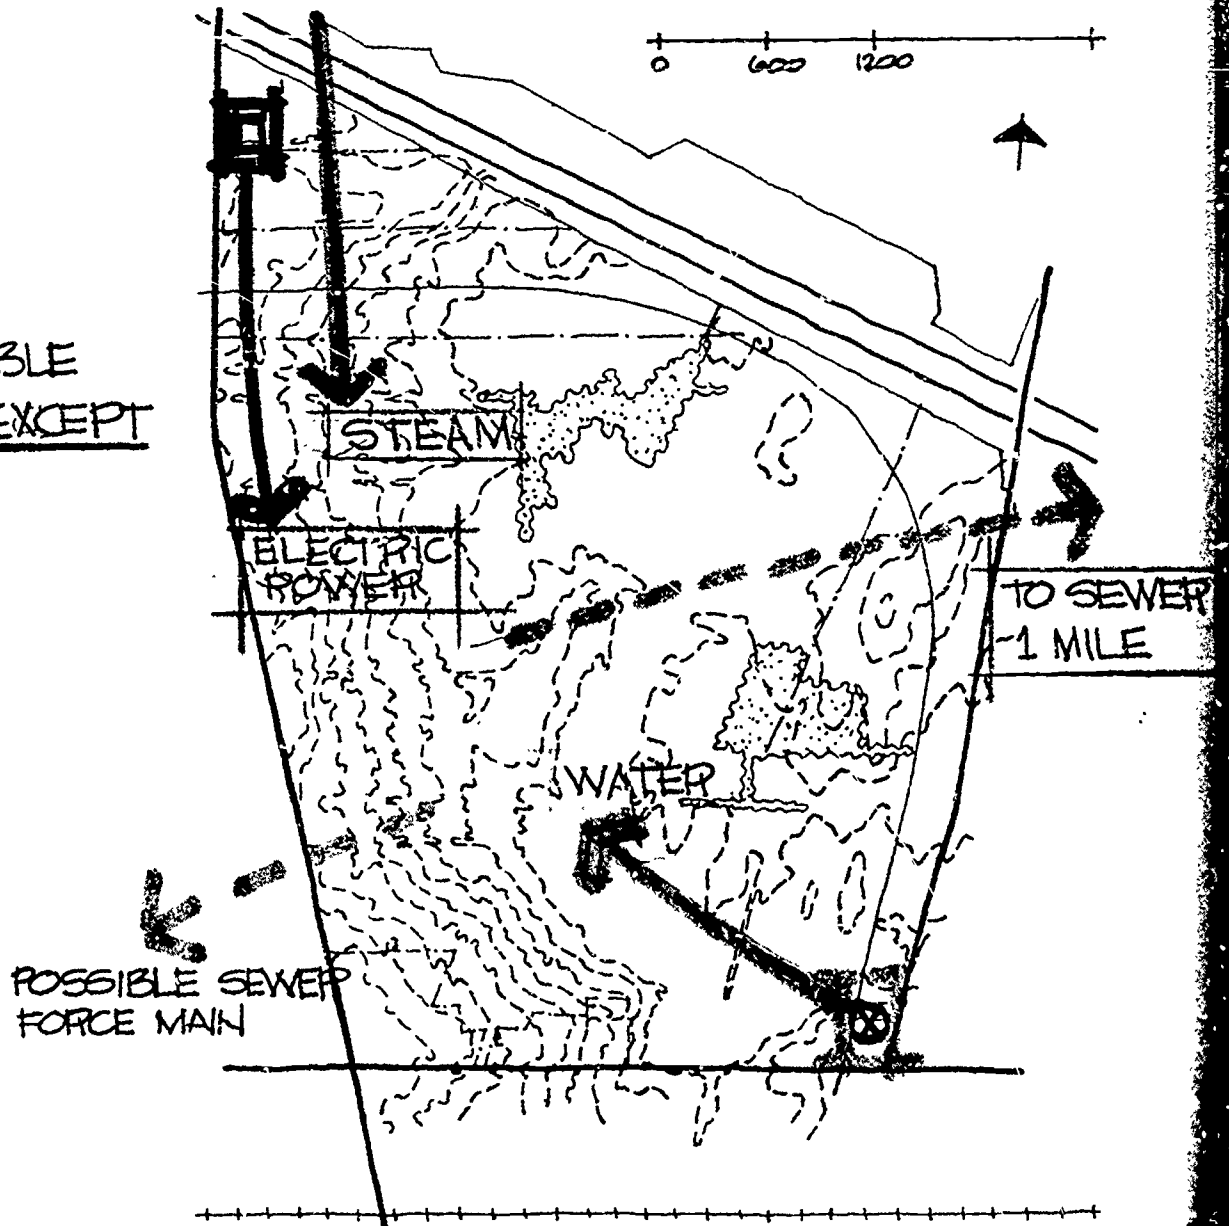 0 600 1200
BLE
EXCEPT
STEAM
ELECTRIC
POWER
TO SEWER
~1 MILE
WATER
POSSIBLE SEWER
FORCE MAIN